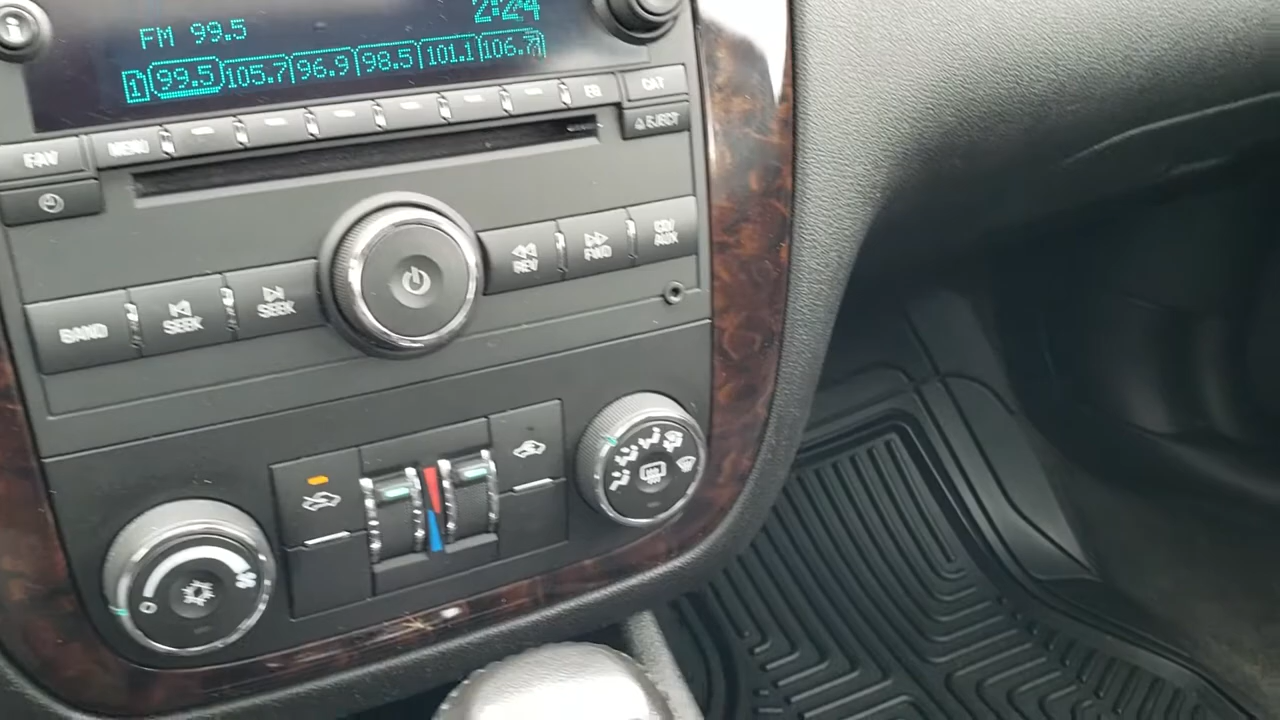 2:24
FM 99.5
1 99.5 105.7 96.9 98.5 101.1 106.7
FAV MENU EQ CAT
EJECT
REV FWD CD/
AUX
BAND SEEK SEEK